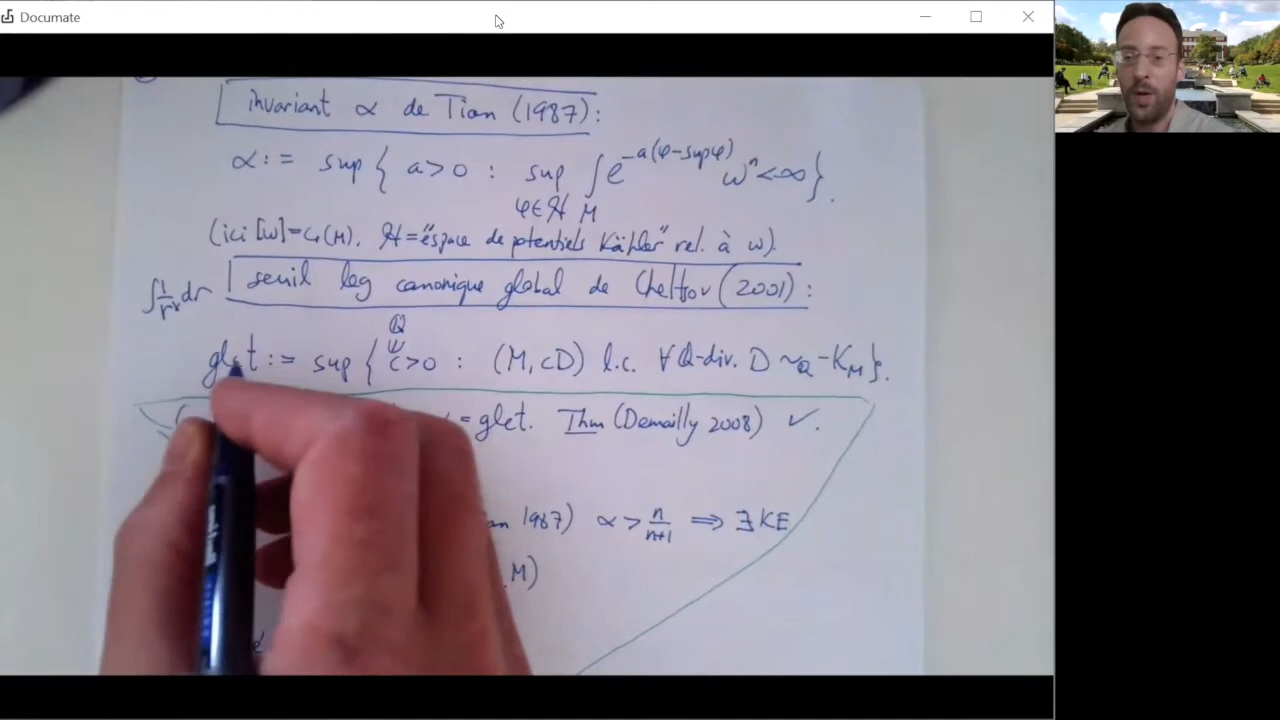 Documate
invariant α de Tian (1987):
α := sup { a>0 : sup ∫ e^{-a(φ-supφ)} ω^n < ∞ }.
φ∈H M
(ici [ω]=c₁(M), H="espace de potentiels Kähler" rel. à ω).
seuil log canonique global de Cheltsov (2001):
∫ 1/r^γ dr
Q
glct := sup { c>0 : (M, cD) l.c. ∀ Q-div. D ~_Q -K_M }.
= glct. Thm (Demailly 2008) ✓.
1987) α > n/(n+1) ⟹ ∃ KE
M)